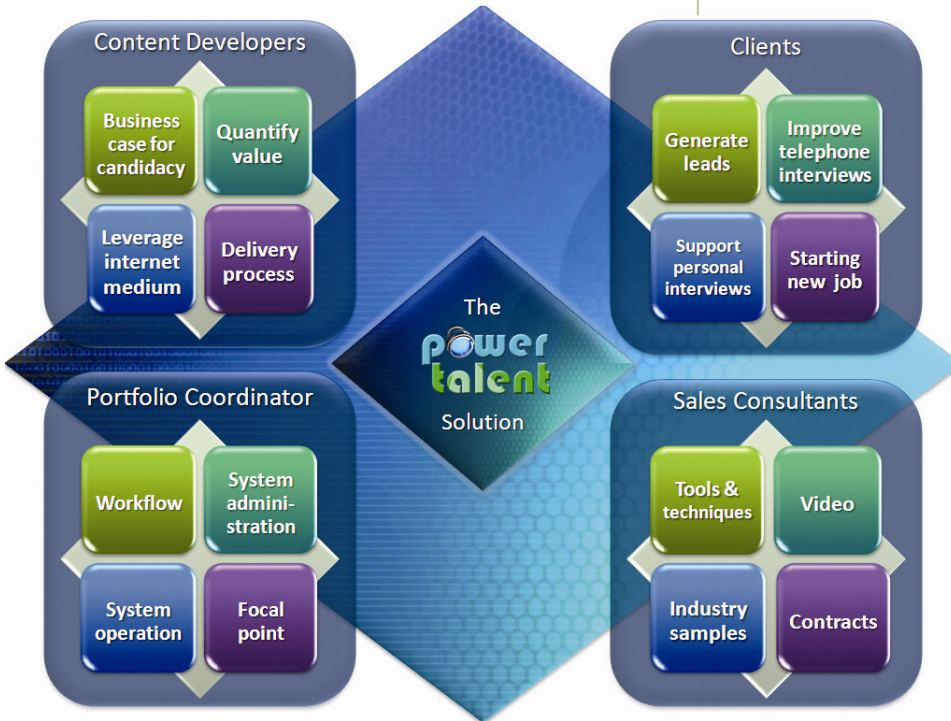 Content Developers
Business
case for
candidacy
Quantify
value
Leverage
internet
medium
Delivery
process
Clients
Generate
leads
Improve
telephone
interviews
Support
personal
interviews
Starting
new job
The
power
talent
Solution
Portfolio Coordinator
Workflow
System
admini-
stration
System
operation
Focal
point
Sales Consultants
Tools &
techniques
Video
Industry
samples
Contracts